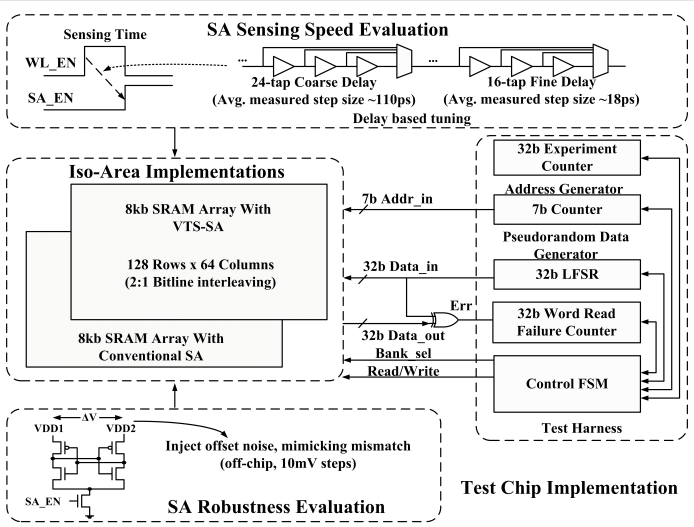 SA Sensing Speed Evaluation
Sensing Time
WL_EN
SA_EN
...
...
24-tap Coarse Delay
(Avg. measured step size ~110ps)
16-tap Fine Delay
(Avg. measured step size ~18ps)
Delay based tuning
Iso-Area Implementations
8kb SRAM Array With
VTS-SA
128 Rows x 64 Columns
(2:1 Bitline interleaving)
8kb SRAM Array With
Conventional SA
7b Addr_in
32b Data_in
Err
32b Data_out
Bank_sel
Read/Write
32b Experiment
Counter
Address Generator
7b Counter
Pseudorandom Data
Generator
32b LFSR
32b Word Read
Failure Counter
Control FSM
Test Harness
ΔV
VDD1
VDD2
SA_EN
Inject offset noise, mimicking mismatch
(off-chip, 10mV steps)
SA Robustness Evaluation
Test Chip Implementation